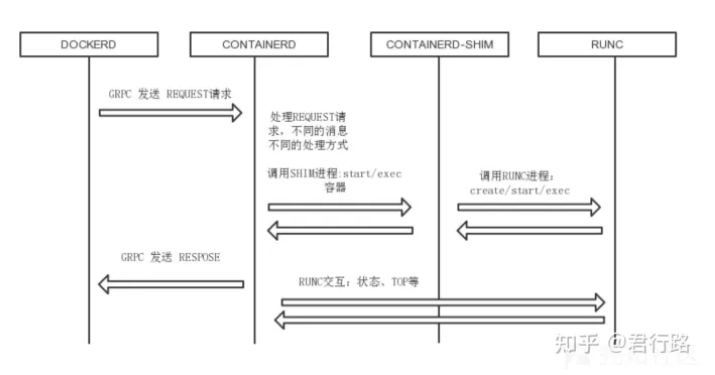 DOCKERD
CONTAINERD
CONTAINERD-SHIM
RUNC
GRPC 发送 REQUEST请求
处理REQUEST请
求，不同的消息
不同的处理方式
调用SHIM进程:start/exec
容器
调用RUNC进程:
create/start/exec
GRPC 发送 RESPOSE
RUNC交互：状态、TOP等
知乎 @君行路